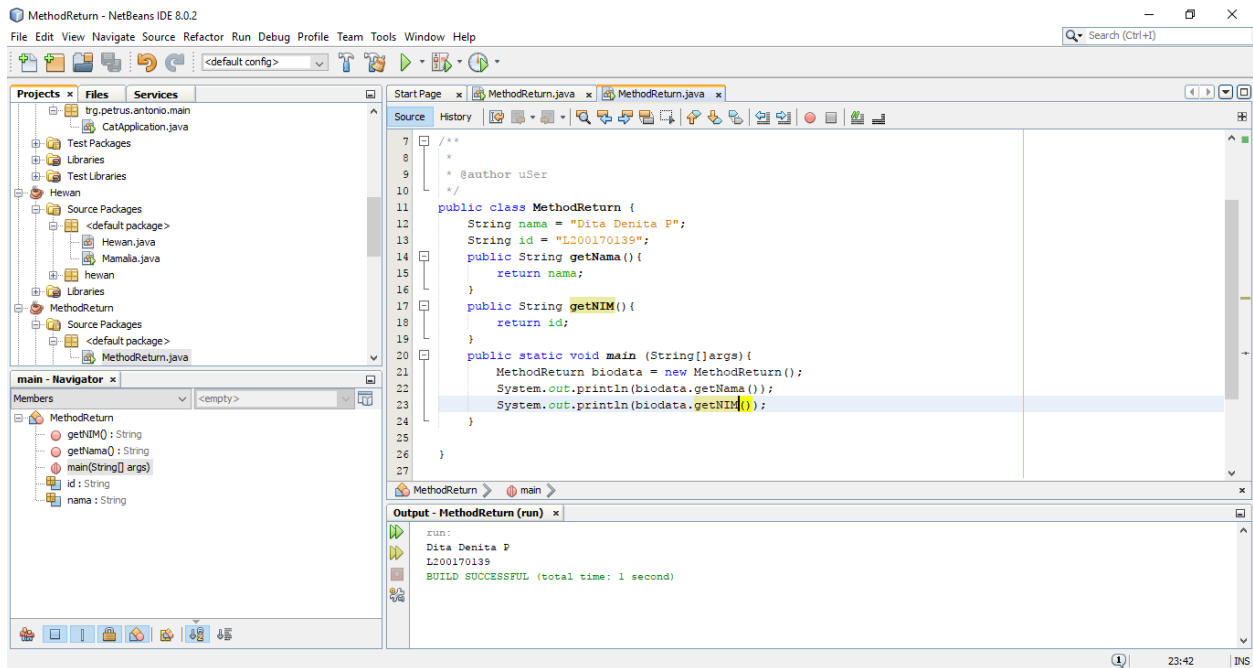 MethodReturn - NetBeans IDE 8.0.2
File Edit View Navigate Source Refactor Run Debug Profile Team Tools Window Help
Search (Ctrl+I)
<default config>
Projects Files Services
trg.petrus.antonio.main
CatApplication.java
Test Packages
Libraries
Test Libraries
Hewan
Source Packages
<default package>
Hewan.java
Mamalia.java
hewan
Libraries
MethodReturn
Source Packages
<default package>
MethodReturn.java
main - Navigator
Members <empty>
MethodReturn
getNIM() : String
getNama() : String
main(String[] args)
id : String
nama : String
Start Page MethodReturn.java MethodReturn.java
Source History
7 /**
8 *
9 * @author uSer
10 */
11 public class MethodReturn {
12 String nama = "Dita Denita P";
13 String id = "L200170139";
14 public String getNama(){
15 return nama;
16 }
17 public String getNIM(){
18 return id;
19 }
20 public static void main (String[]args){
21 MethodReturn biodata = new MethodReturn();
22 System.out.println(biodata.getNama());
23 System.out.println(biodata.getNIM());
24 }
25
26 }
27
MethodReturn main
Output - MethodReturn (run)
run:
Dita Denita P
L200170139
BUILD SUCCESSFUL (total time: 1 second)
1 23:42 INS